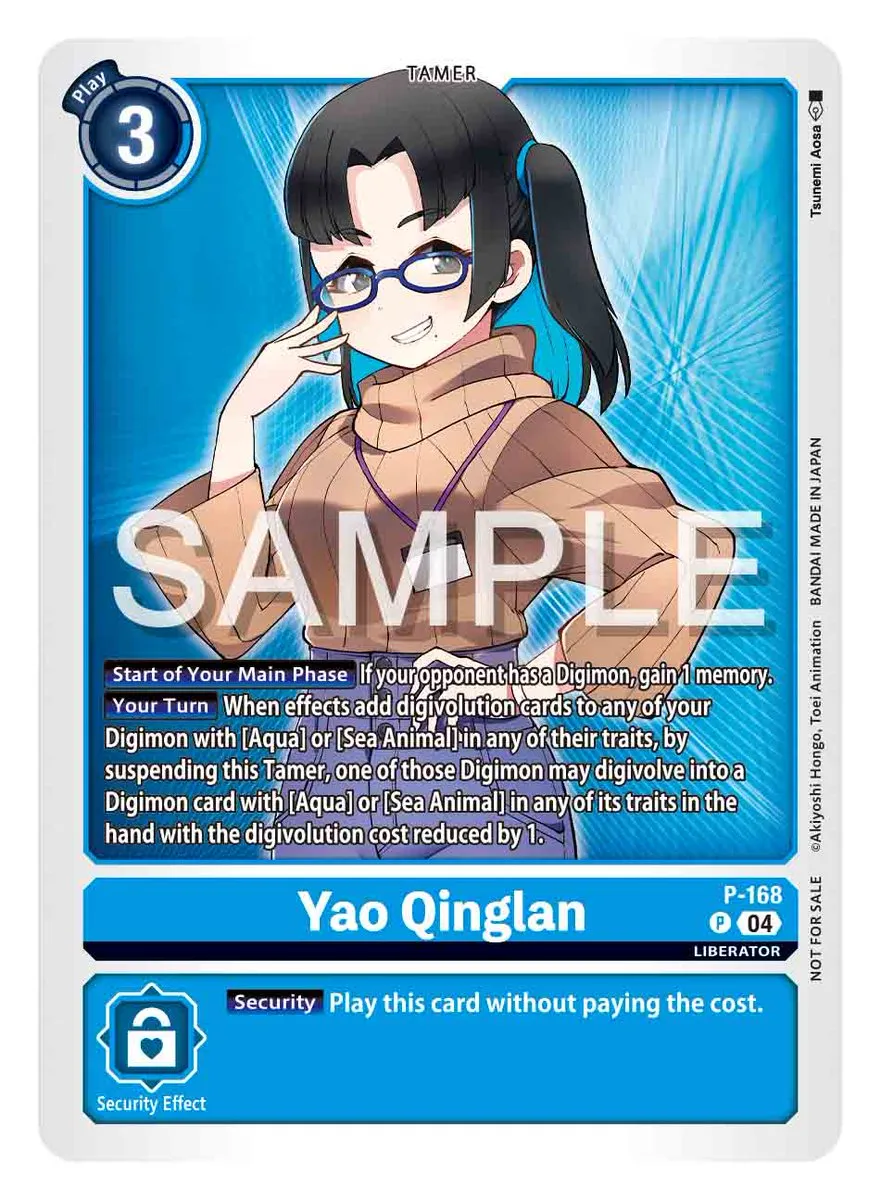 TAMER
Play
3
Tsunemi Aosa
SAMPLE
Start of Your Main Phase If your opponent has a Digimon, gain 1 memory.
Your Turn When effects add digivolution cards to any of your
Digimon with [Aqua] or [Sea Animal] in any of their traits, by
suspending this Tamer, one of those Digimon may digivolve into a
Digimon card with [Aqua] or [Sea Animal] in any of its traits in the
hand with the digivolution cost reduced by 1.
©Akiyoshi Hongo, Toei Animation BANDAI MADE IN JAPAN
Yao Qinglan
P-168
P 04
LIBERATOR
NOT FOR SALE
Security Play this card without paying the cost.
Security Effect